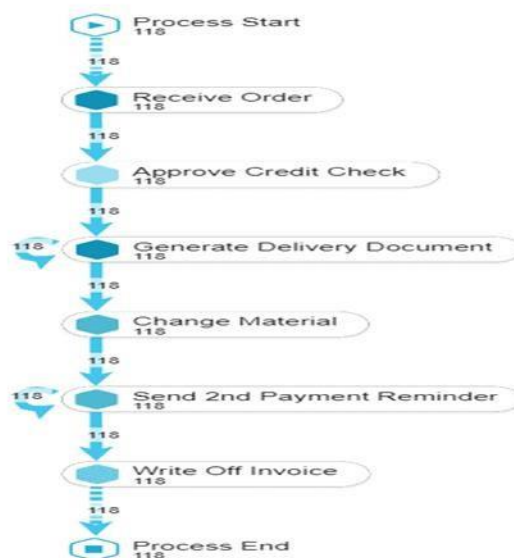 Process Start
118
118
Receive Order
118
118
Approve Credit Check
118
118
118 Generate Delivery Document
118
118
Change Material
118
118
118 Send 2nd Payment Reminder
118
118
Write Off Invoice
118
118
Process End
118